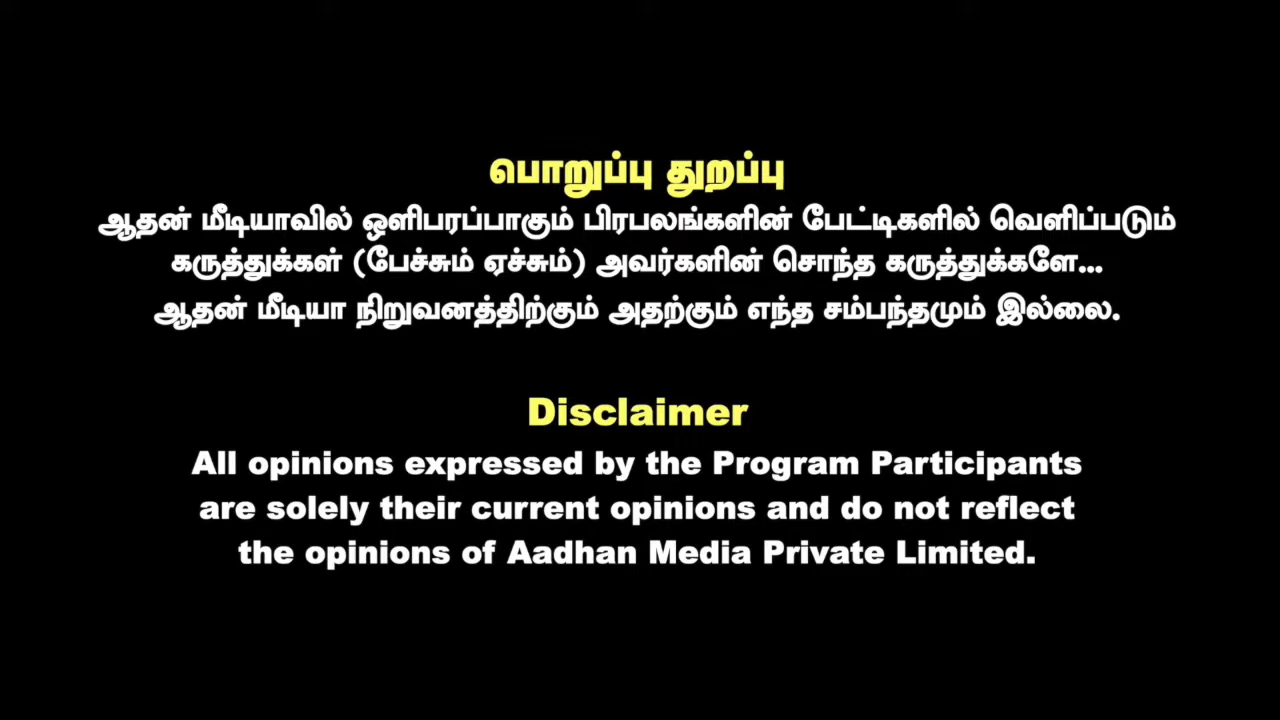 பொறுப்பு துறப்பு
ஆதன் மீடியாவில் ஒளிபரப்பாகும் பிரபலங்களின் பேட்டிகளில் வெளிப்படும்
கருத்துக்கள் (பேச்சும் ஏச்சும்) அவர்களின் சொந்த கருத்துக்களே...
ஆதன் மீடியா நிறுவனத்திற்கும் அதற்கும் எந்த சம்பந்தமும் இல்லை.
Disclaimer
All opinions expressed by the Program Participants
are solely their current opinions and do not reflect
the opinions of Aadhan Media Private Limited.